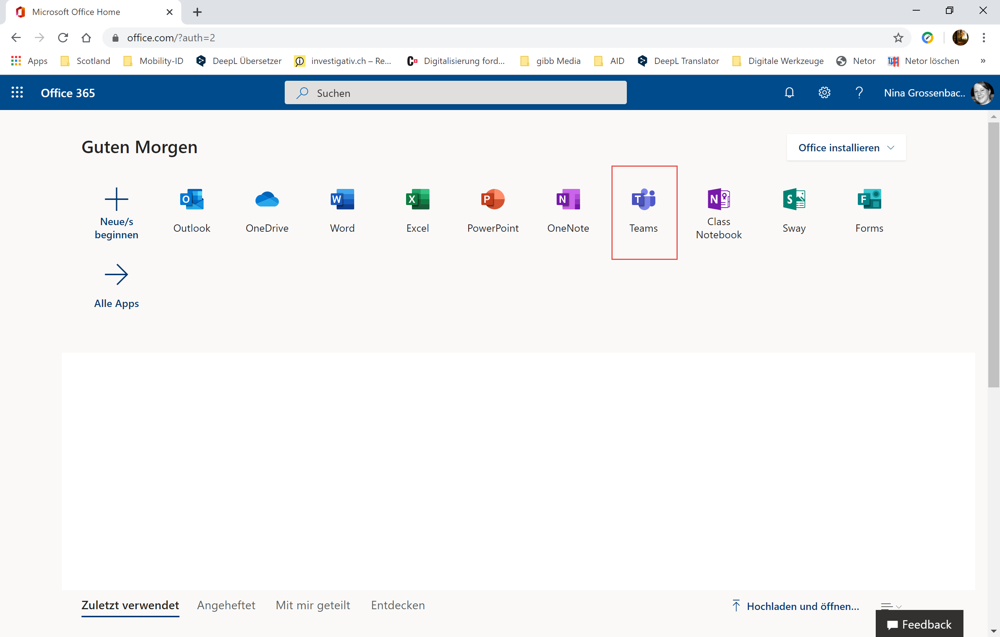 Microsoft Office Home
office.com/?auth=2
Apps Scotland Mobility-ID DeepL Übersetzer investigativ.ch – Re... Digitalisierung ford... gibb Media AID DeepL Translator Digitale Werkzeuge Netor Netor löschen »
Office 365 Suchen Nina Grossenbac..
Guten Morgen Office installieren
Neue/s
beginnen
Outlook OneDrive Word Excel PowerPoint OneNote Teams
Class
Notebook
Sway Forms
Alle Apps
Zuletzt verwendet Angeheftet Mit mir geteilt Entdecken Hochladen und öffnen...
Feedback